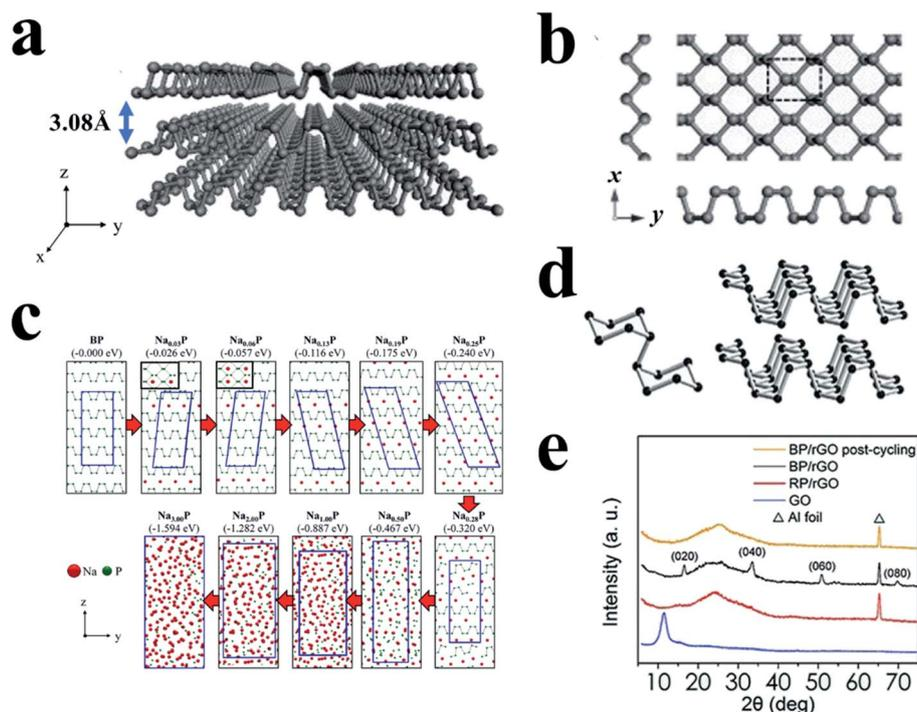 a
3.08Å
z
y
x
b
x
y
c
BP
(-0.000 eV)
Na₀.₀₃P
(-0.026 eV)
Na₀.₀₆P
(-0.057 eV)
Na₀.₁₃P
(-0.116 eV)
Na₀.₁₉P
(-0.175 eV)
Na₀.₂₅P
(-0.240 eV)
Na₃.₀₀P
(-1.594 eV)
Na₂.₀₀P
(-1.282 eV)
Na₁.₀₀P
(-0.887 eV)
Na₀.₅₀P
(-0.467 eV)
Na₀.₂₈P
(-0.320 eV)
Na P
z
y
d
e
BP/rGO post-cycling
BP/rGO
RP/rGO
GO
Al foil
(020)
(040)
(060)
(080)
Intensity (a. u.)
10 20 30 40 50 60 70
2θ (deg)